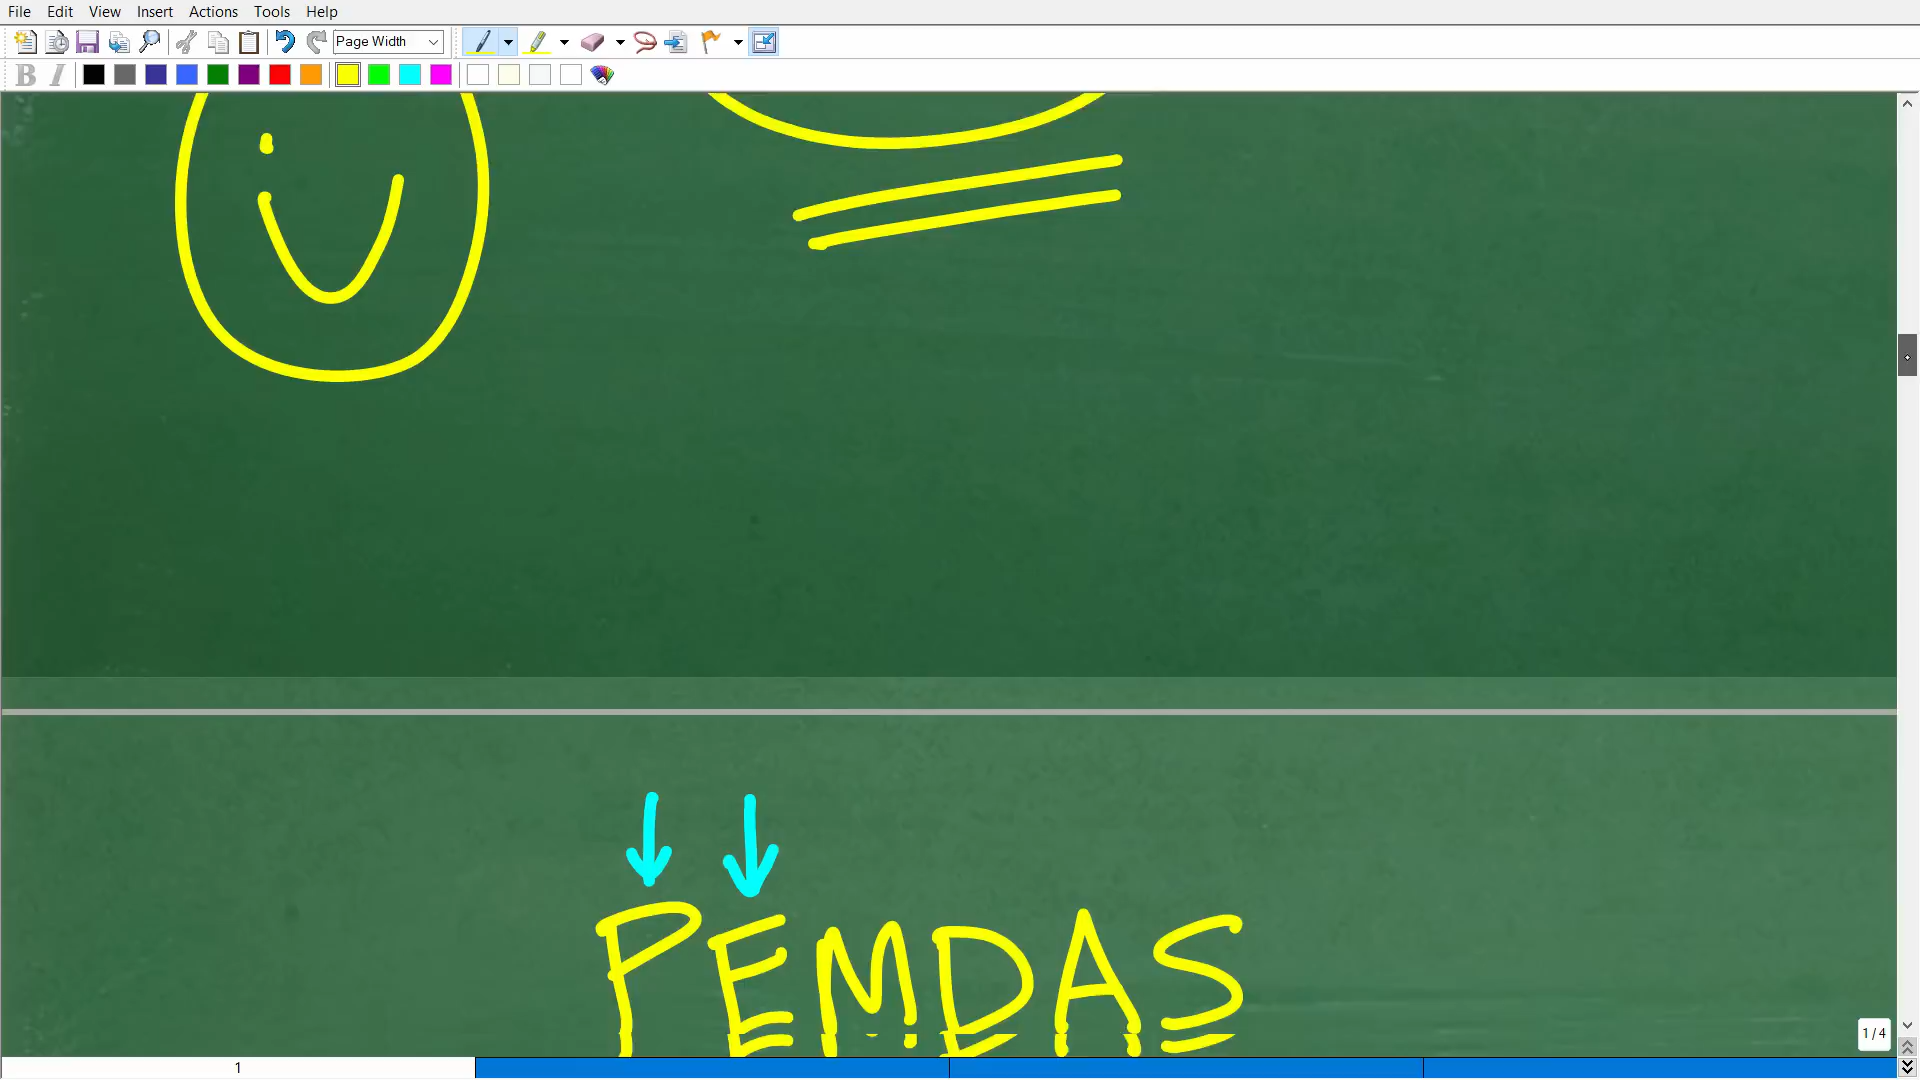 File Edit View Insert Actions Tools Help
Page Width
B I
PEMDAS
1 / 4
1